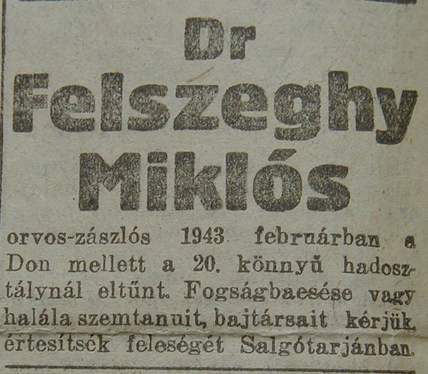 Dr
Felszeghy
Miklós
orvos-zászlós 1943 februárban a
Don mellett a 20. könnyű hadosz-
tálynál eltünt. Fogságbaesése vagy
halála szemtanuit, bajtársait kérjük,
értesítsék feleségét Salgótarjánban.